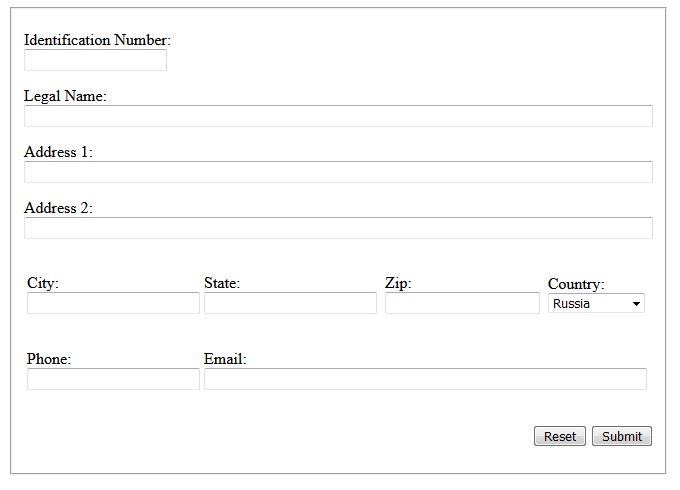 Identification Number:
Legal Name:
Address 1:
Address 2:
City: State: Zip: Country:
Russia
Phone: Email:
Reset Submit